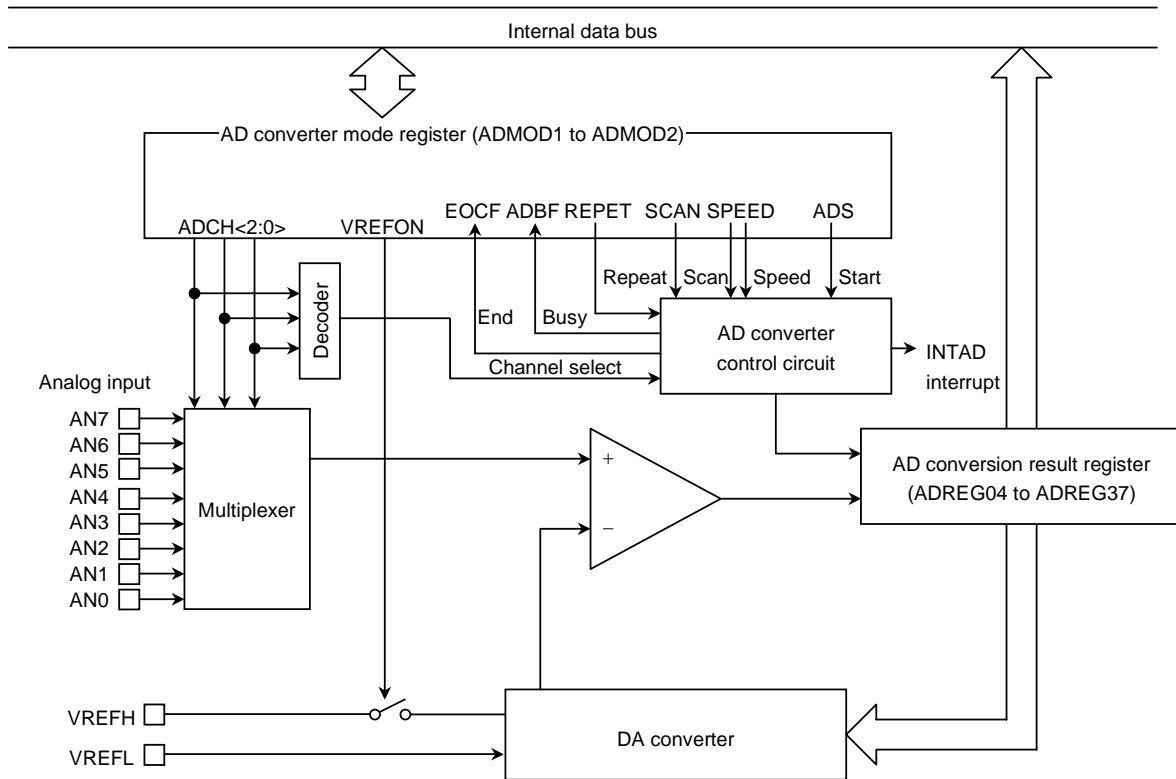 Internal data bus
AD converter mode register (ADMOD1 to ADMOD2)
ADCH<2:0>
VREFON
EOCF ADBF REPET SCAN SPEED ADS
Repeat Scan Speed Start
Decoder
End
Busy
AD converter
control circuit
INTAD
interrupt
Channel select
Analog input
AN7
AN6
AN5
AN4
AN3
AN2
AN1
AN0
Multiplexer
+
−
AD conversion result register
(ADREG04 to ADREG37)
VREFH
VREFL
DA converter